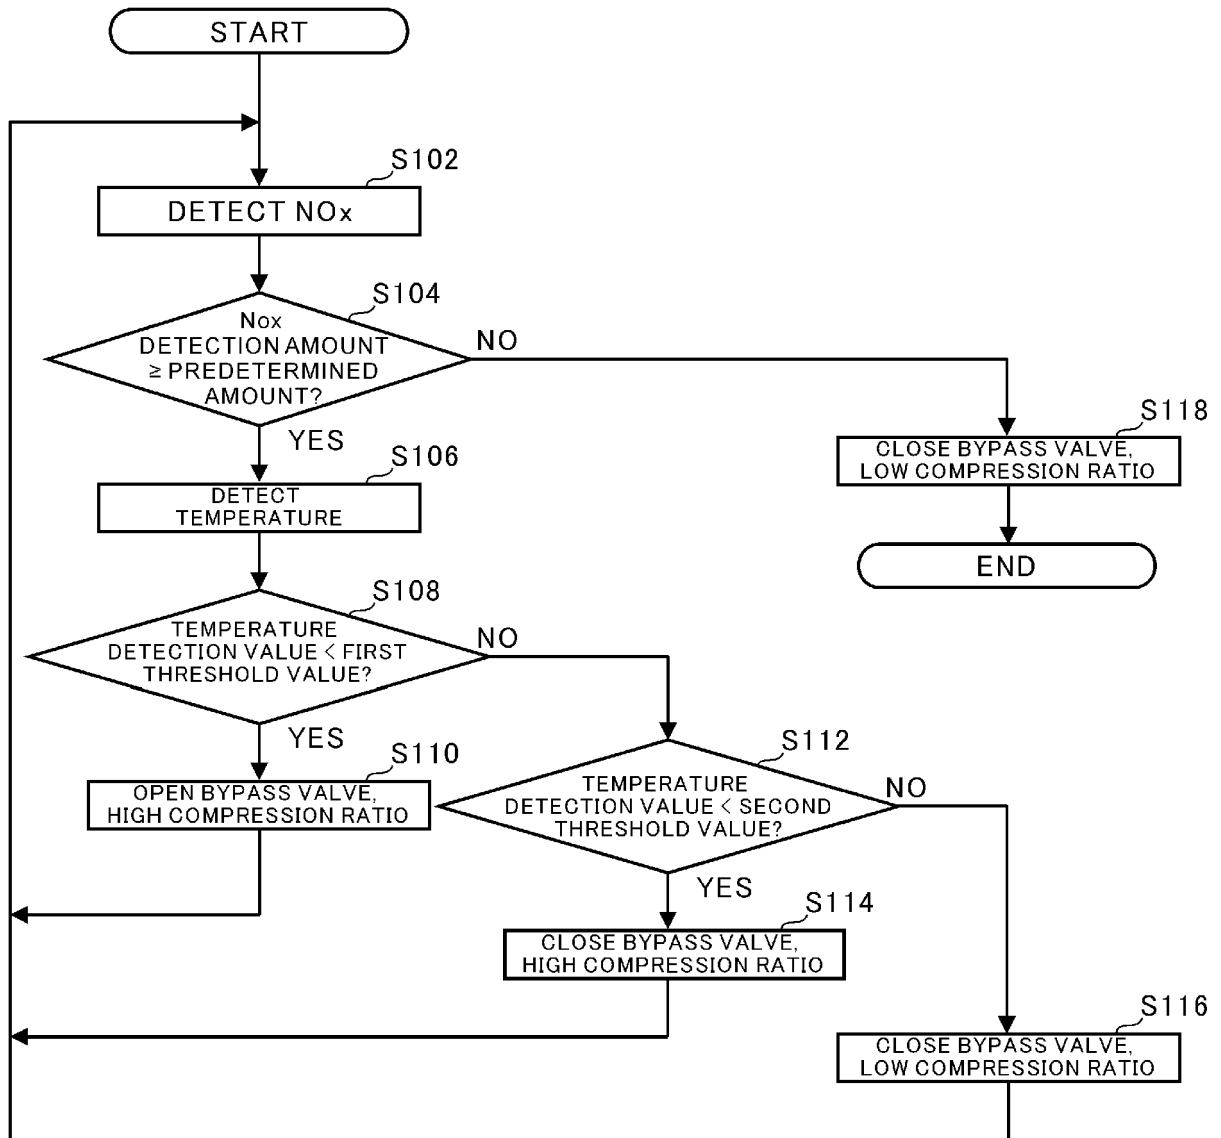 START
S102
DETECT NOx
S104
Nox
DETECTION AMOUNT
≥ PREDETERMINED
AMOUNT?
NO
YES
S118
CLOSE BYPASS VALVE,
LOW COMPRESSION RATIO
S106
DETECT
TEMPERATURE
END
S108
TEMPERATURE
DETECTION VALUE < FIRST
THRESHOLD VALUE?
NO
YES
S110
OPEN BYPASS VALVE,
HIGH COMPRESSION RATIO
S112
TEMPERATURE
DETECTION VALUE < SECOND
THRESHOLD VALUE?
NO
YES
S114
CLOSE BYPASS VALVE,
HIGH COMPRESSION RATIO
S116
CLOSE BYPASS VALVE,
LOW COMPRESSION RATIO